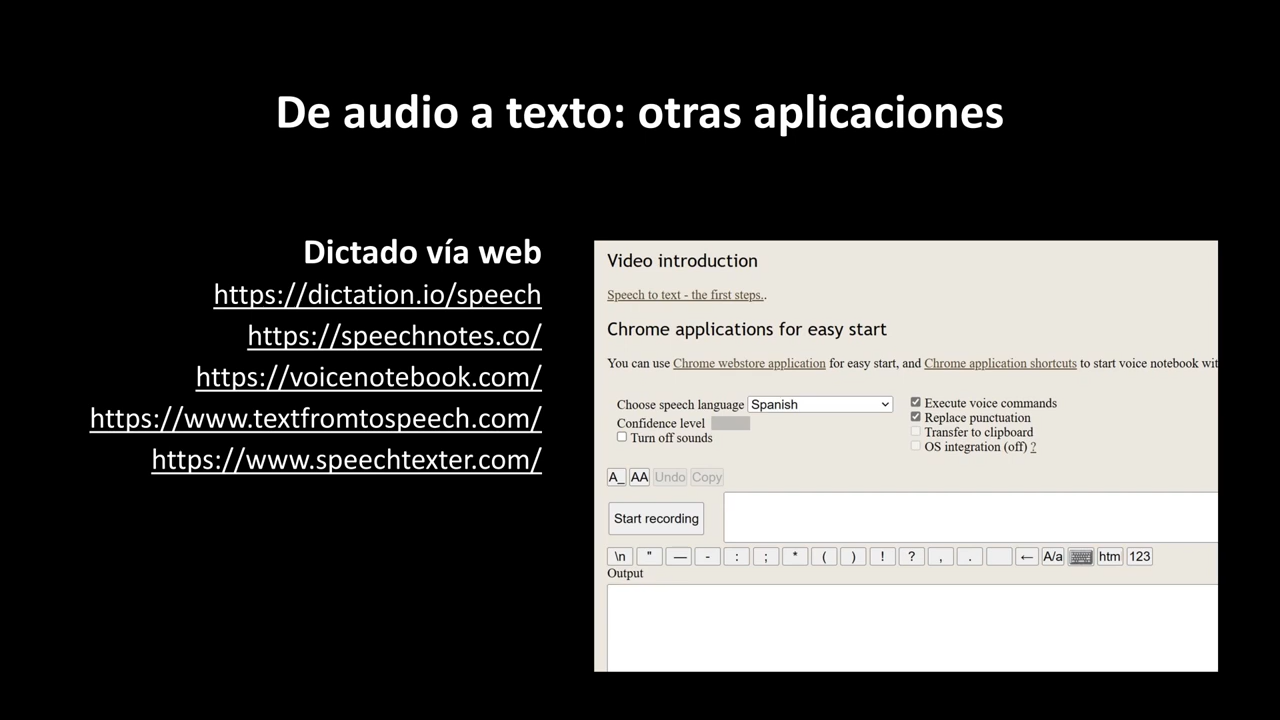 De audio a texto: otras aplicaciones
Dictado vía web
https://dictation.io/speech
https://speechnotes.co/
https://voicenotebook.com/
https://www.textfromtospeech.com/
https://www.speechtexter.com/
Video introduction
Speech to text - the first steps..
Chrome applications for easy start
You can use Chrome webstore application for easy start, and Chrome application shortcuts to start voice notebook wit
Choose speech language Spanish
Confidence level
Turn off sounds
Execute voice commands
Replace punctuation
Transfer to clipboard
OS integration (off) ?
A_ AA Undo Copy
Start recording
\n " — - : ; * ( ) ! ? , . ← A/a htm 123
Output